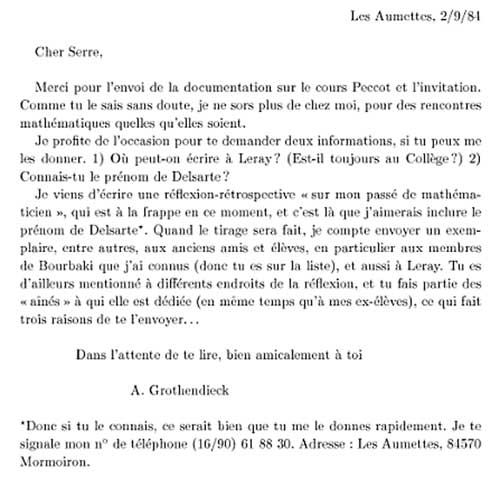 Les Aumettes, 2/9/84
Cher Serre,
Merci pour l'envoi de la documentation sur le cours Peccot et l'invitation.
Comme tu le sais sans doute, je ne sors plus de chez moi, pour des rencontres
mathématiques quelles qu'elles soient.
Je profite de l'occasion pour te demander deux informations, si tu peux me
les donner. 1) Où peut-on écrire à Leray? (Est-il toujours au Collège?) 2)
Connais-tu le prénom de Delsarte?
Je viens d'écrire une réflexion-rétrospective « sur mon passé de mathéma-
ticien », qui est à la frappe en ce moment, et c'est là que j'aimerais inclure le
prénom de Delsarte*. Quand le tirage sera fait, je compte envoyer un exem-
plaire, entre autres, aux anciens amis et élèves, en particulier aux membres
de Bourbaki que j'ai connus (donc tu es sur la liste), et aussi à Leray. Tu es
d'ailleurs mentionné à différents endroits de la réflexion, et tu fais partie des
« aînés » à qui elle est dédiée (en même temps qu'à mes ex-élèves), ce qui fait
trois raisons de te l'envoyer...
Dans l'attente de te lire, bien amicalement à toi
A. Grothendieck
*Donc si tu le connais, ce serait bien que tu me le donnes rapidement. Je te
signale mon n° de téléphone (16/90) 61 88 30. Adresse : Les Aumettes, 84570
Mormoiron.